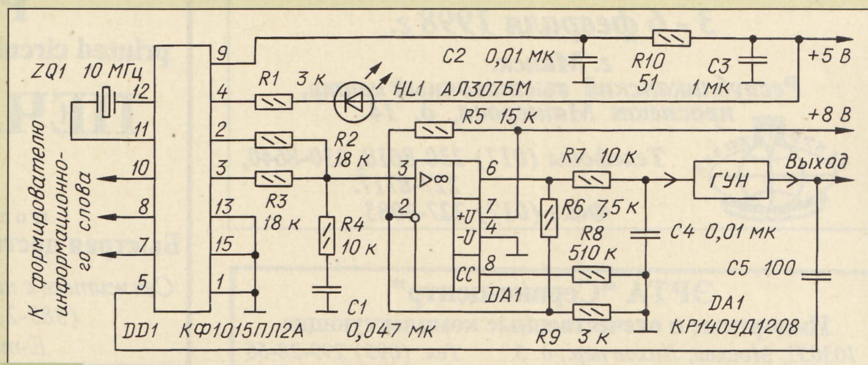 ZQ1 10 МГц
12
11
10
8
7
5
К формирователю
информационно-
го слова
DD1 КФ1015ПЛ2А
9
4
2
3
13
15
1
R1 3 к
HL1 АЛ307БМ
R2
18 к
R3
18 к
R4
10 к
C1
0,047 мк
C2 0,01 мк
R10
51
C3
1 мк
+5 В
+8 В
R5 15 к
3
2
▷∞
+U
-U
CC
6
7
4
8
DA1
R7 10 к
R6 7,5 к
R8
510 к
R9 3 к
C4 0,01 мк
ГУН
Выход
C5 100
DA1
КР140УД1208